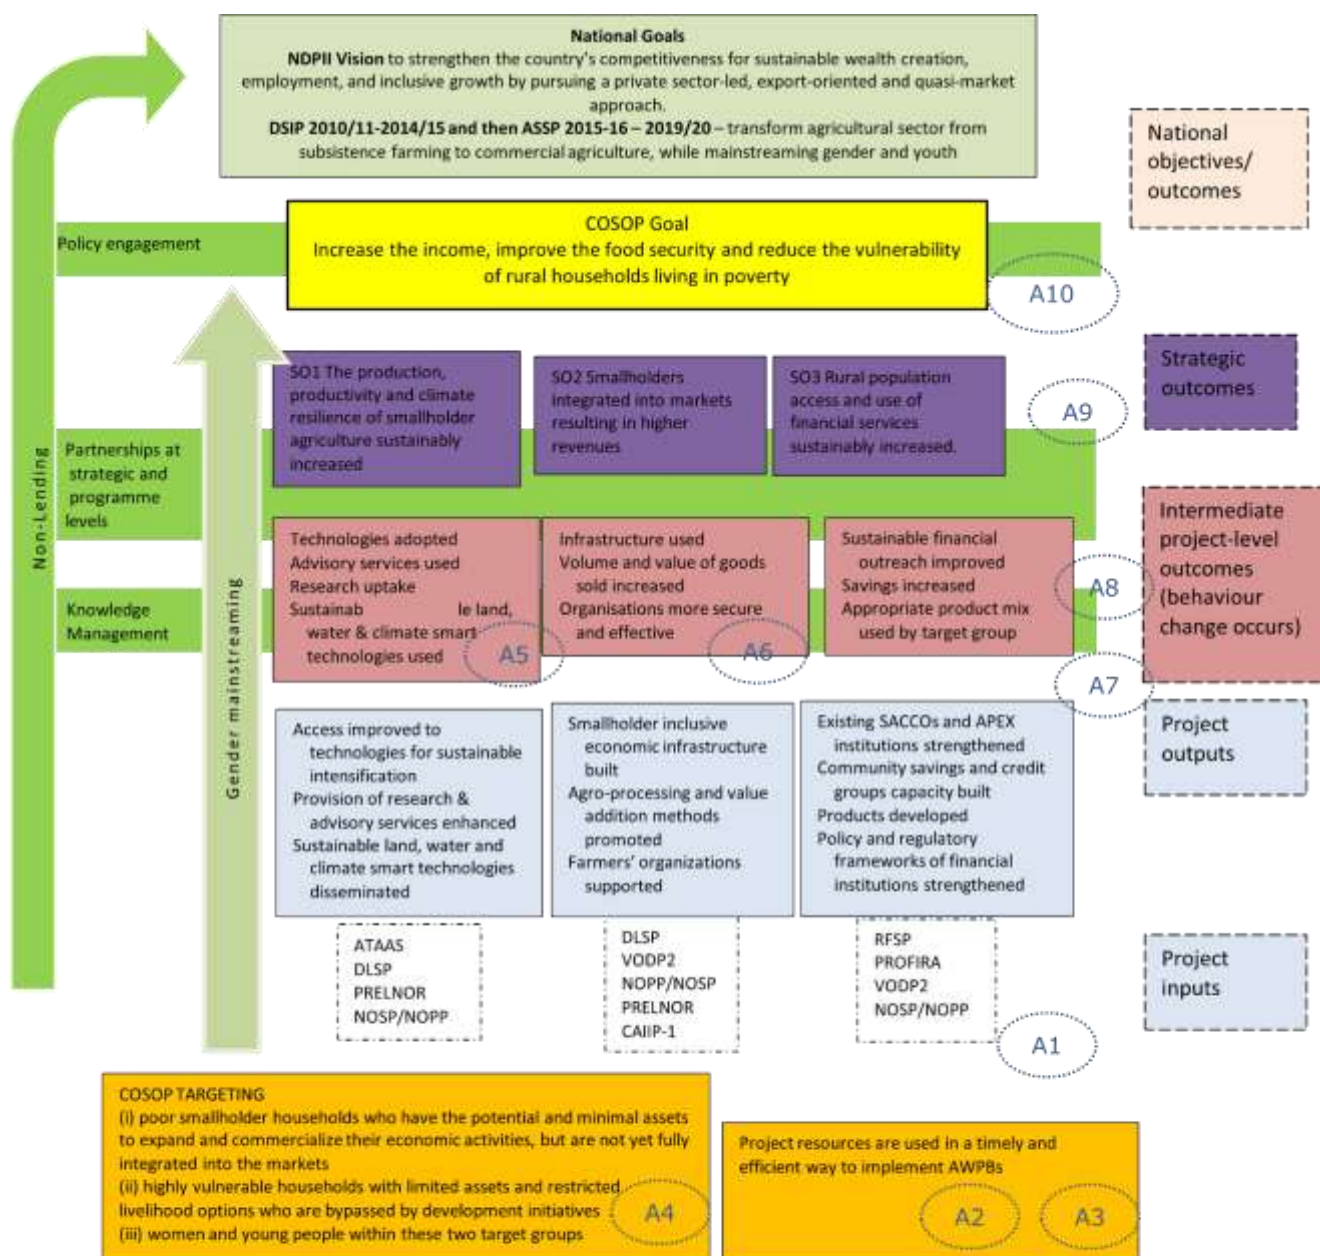 National Goals
NDPII Vision to strengthen the country's competitiveness for sustainable wealth creation,
employment, and inclusive growth by pursuing a private sector-led, export-oriented and quasi-market
approach.
DSIP 2010/11-2014/15 and then ASSP 2015-16 – 2019/20 – transform agricultural sector from
subsistence farming to commercial agriculture, while mainstreaming gender and youth
National
objectives/
outcomes
Policy engagement
COSOP Goal
Increase the income, improve the food security and reduce the vulnerability
of rural households living in poverty
A10
Non-Lending
Gender mainstreaming
SO1 The production,
productivity and climate
resilience of smallholder
agriculture sustainably
increased
SO2 Smallholders
integrated into markets
resulting in higher
revenues
SO3 Rural population
access and use of
financial services
sustainably increased.
A9
Strategic
outcomes
Partnerships at
strategic and
programme
levels
Technologies adopted
Advisory services used
Research uptake
Sustainab le land,
water & climate smart
technologies used
A5
Infrastructure used
Volume and value of goods
sold increased
Organisations more secure
and effective
A6
Sustainable financial
outreach improved
Savings increased
Appropriate product mix
used by target group
A8
A7
Intermediate
project-level
outcomes
(behaviour
change occurs)
Knowledge
Management
Access improved to
technologies for sustainable
intensification
Provision of research &
advisory services enhanced
Sustainable land, water and
climate smart technologies
disseminated
Smallholder inclusive
economic infrastructure
built
Agro-processing and value
addition methods
promoted
Farmers' organizations
supported
Existing SACCOs and APEX
institutions strengthened
Community savings and credit
groups capacity built
Products developed
Policy and regulatory
frameworks of financial
institutions strengthened
Project
outputs
ATAAS
DLSP
PRELNOR
NOSP/NOPP
DLSP
VODP2
NOPP/NOSP
PRELNOR
CAIIP-1
RFSP
PROFIRA
VODP2
NOSP/NOPP
A1
Project
inputs
COSOP TARGETING
(i) poor smallholder households who have the potential and minimal assets
to expand and commercialize their economic activities, but are not yet fully
integrated into the markets
(ii) highly vulnerable households with limited assets and restricted
livelihood options who are bypassed by development initiatives
(iii) women and young people within these two target groups
A4
Project resources are used in a timely and
efficient way to implement AWPBs
A2
A3